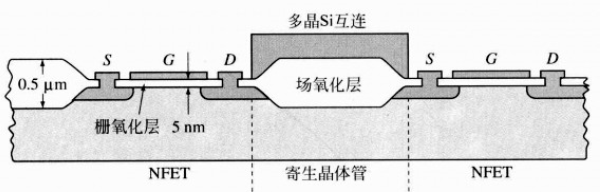 多晶Si互连
S G D S G D
0.5 μm 场氧化层
栅氧化层 5 nm
NFET 寄生晶体管 NFET